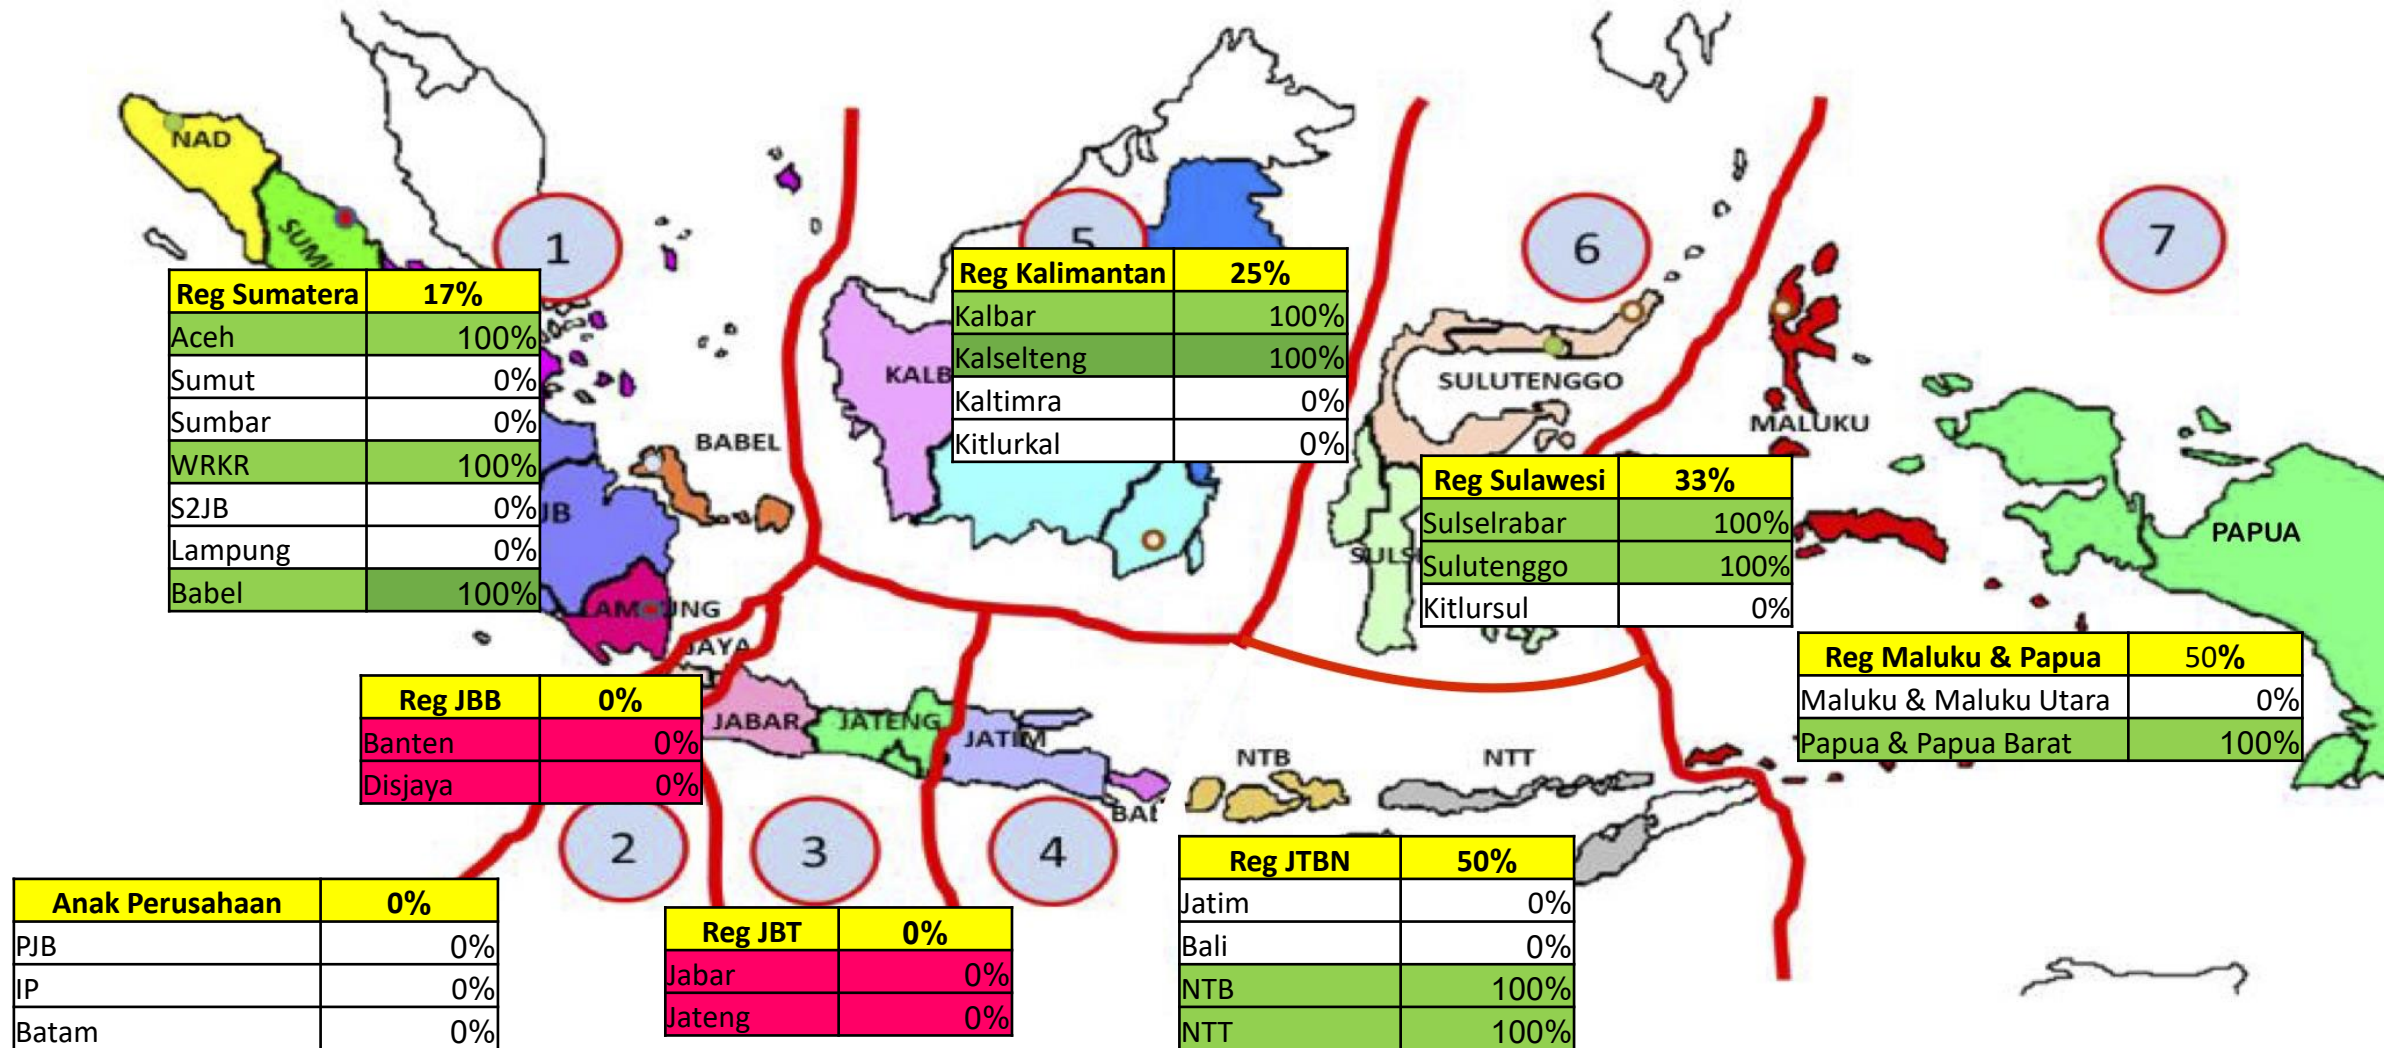 NAD
SUMU
1
5
6
7
Reg Sumatera 17%
Aceh 100%
Sumut 0%
Sumbar 0%
WRKR 100%
S2JB 0%
Lampung 0%
Babel 100%
Reg Kalimantan 25%
Kalbar 100%
Kalselteng 100%
Kaltimra 0%
Kitlurkal 0%
KALB
BABEL
SULUTENGGO
MALUKU
Reg Sulawesi 33%
Sulselrabar 100%
Sulutenggo 100%
Kitlursul 0%
JB
SULS
PAPUA
LAMPUNG
JAYA
Reg Maluku & Papua 50%
Maluku & Maluku Utara 0%
Papua & Papua Barat 100%
Reg JBB 0%
Banten 0%
Disjaya 0%
JABAR
JATENG
JATIM
NTB
NTT
BAL
2
3
4
Anak Perusahaan 0%
PJB 0%
IP 0%
Batam 0%
Reg JBT 0%
Jabar 0%
Jateng 0%
Reg JTBN 50%
Jatim 0%
Bali 0%
NTB 100%
NTT 100%